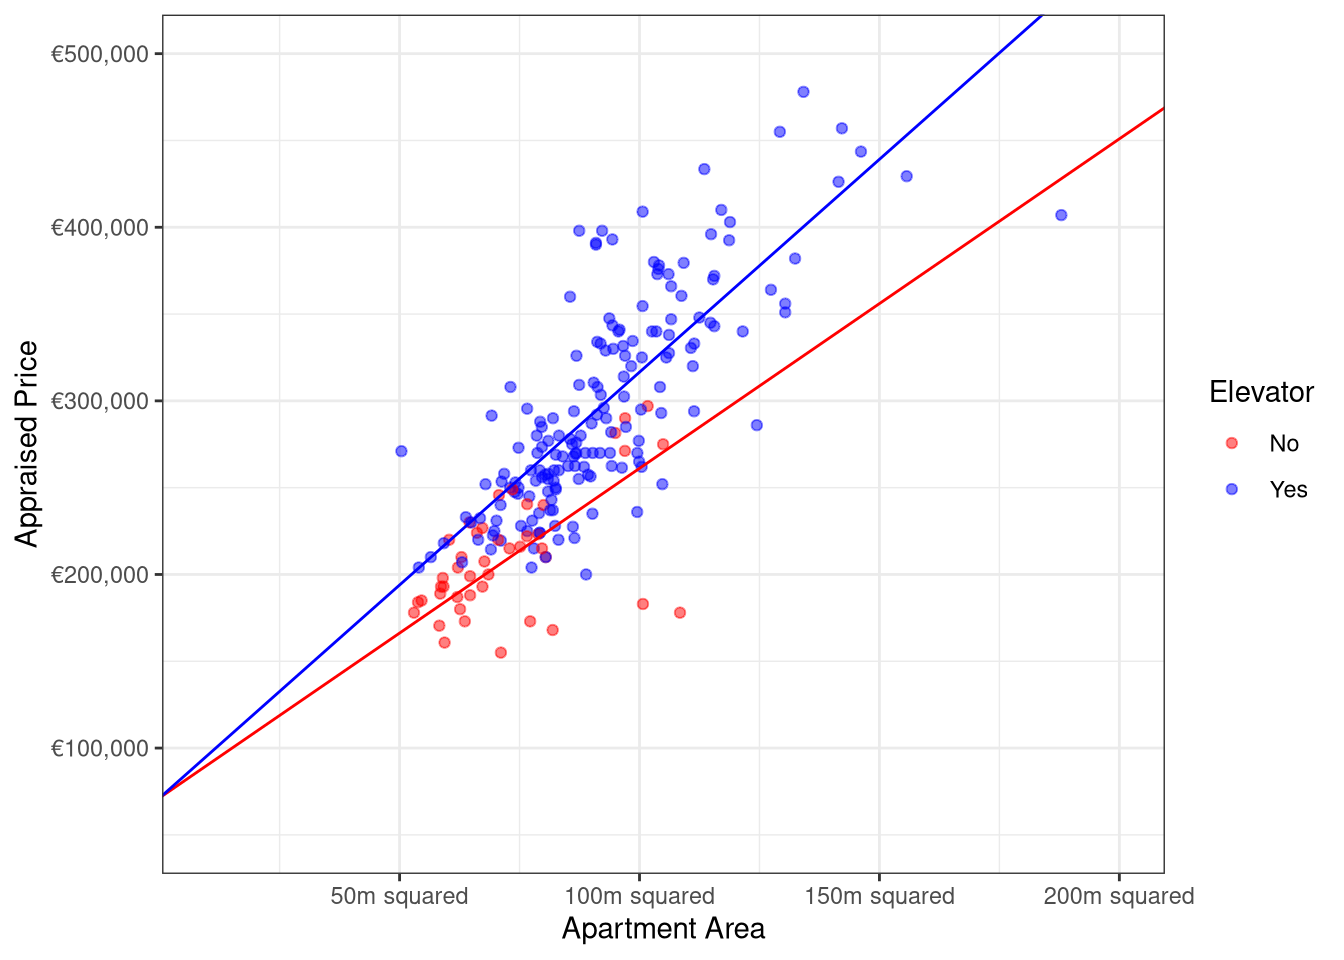 €500,000
€400,000
€300,000
€200,000
€100,000
Appraised Price
50m squared 100m squared 150m squared 200m squared
Apartment Area
Elevator
No
Yes